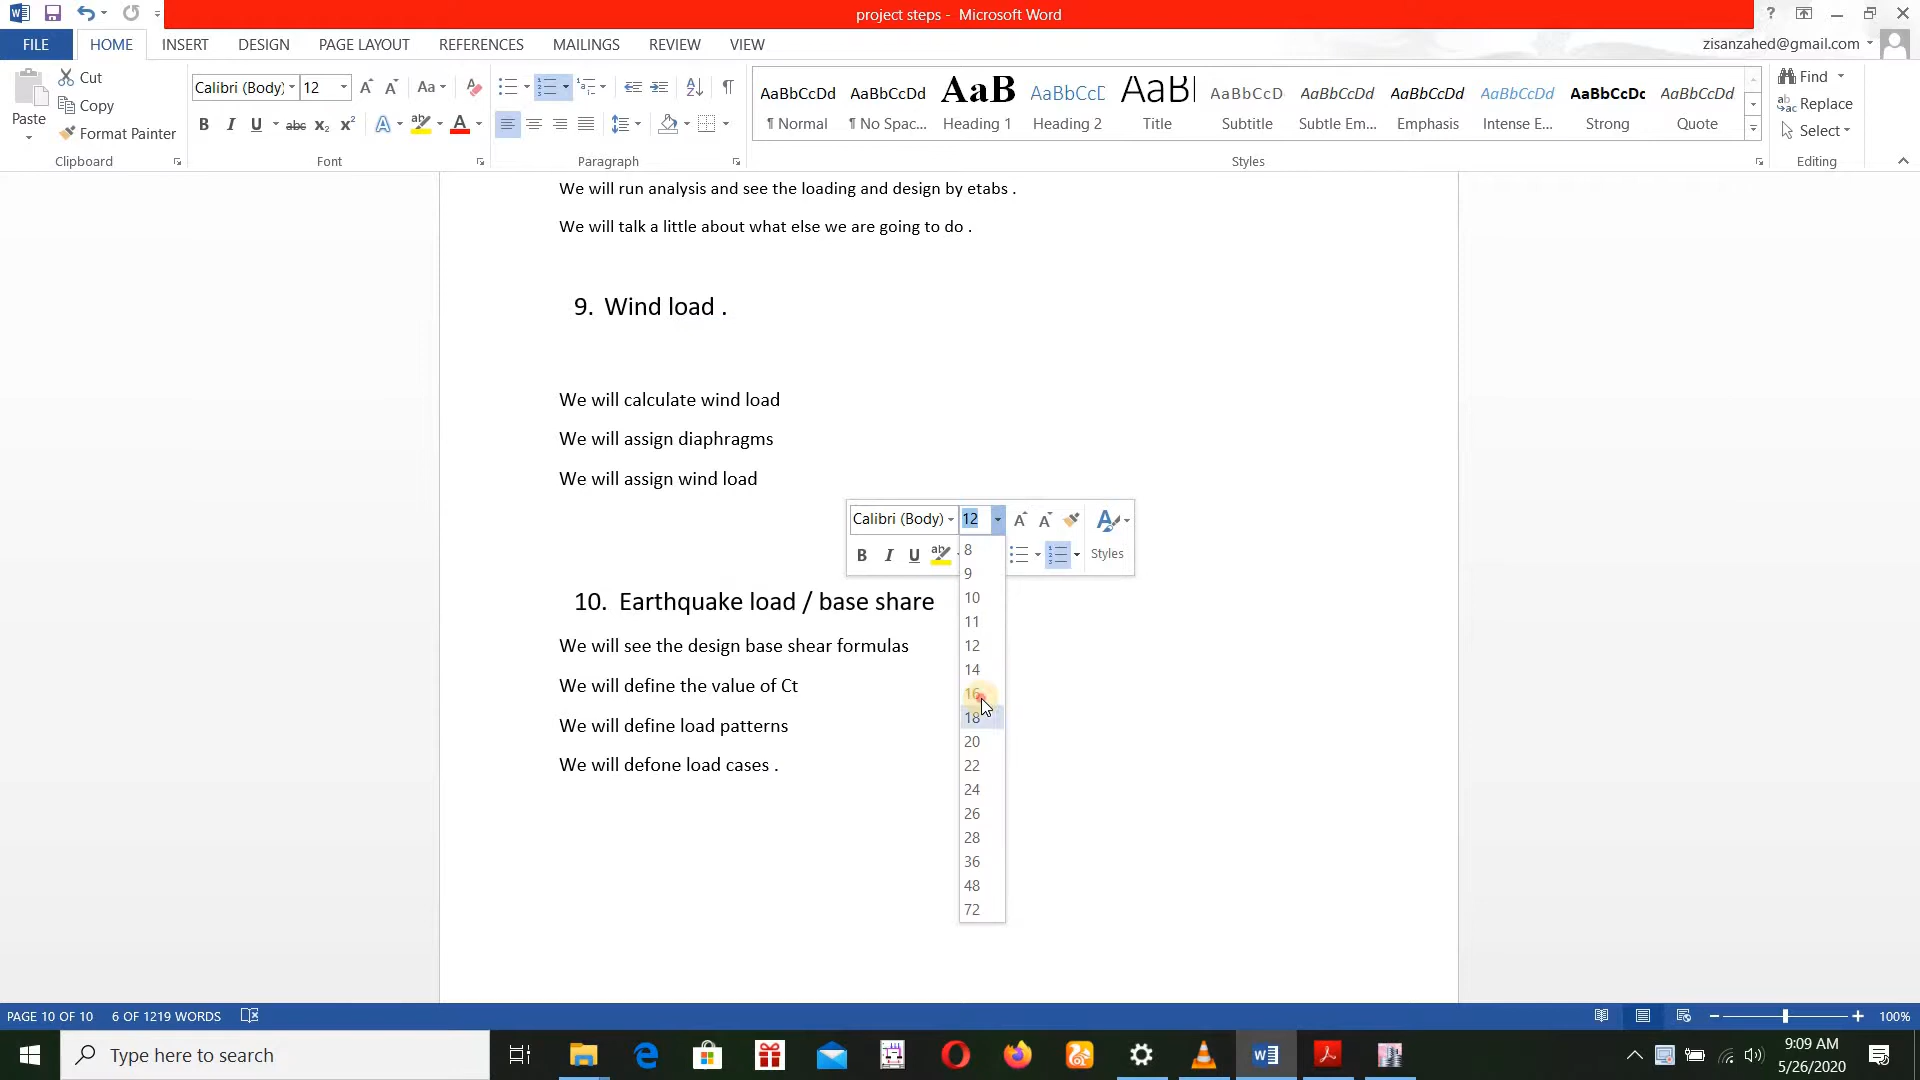 project steps - Microsoft Word
?
FILE HOME INSERT DESIGN PAGE LAYOUT REFERENCES MAILINGS REVIEW VIEW
zisanzahed@gmail.com
Paste
Cut
Copy
Format Painter
Clipboard
Calibri (Body) 12
Aa
B I U abc X₂ X² A ab A
Font
Paragraph
AaBbCcDd AaBbCcDd AaB AaBbCcD AaB AaBbCcD AaBbCcDd AaBbCcDd AaBbCcDd AaBbCcDc AaBbCcDd
¶ Normal ¶ No Spac... Heading 1 Heading 2 Title Subtitle Subtle Em... Emphasis Intense E... Strong Quote
Styles
Find
Replace
Select
Editing
We will run analysis and see the loading and design by etabs .
We will talk a little about what else we are going to do .
9. Wind load .
We will calculate wind load
We will assign diaphragms
We will assign wind load
Calibri (Body) 12
B I U ab
Styles
8
9
10
11
12
14
16
18
20
22
24
26
28
36
48
72
10. Earthquake load / base share
We will see the design base shear formulas
We will define the value of Ct
We will define load patterns
We will defone load cases .
PAGE 10 OF 10 6 OF 1219 WORDS
100%
Type here to search
9:09 AM
5/26/2020